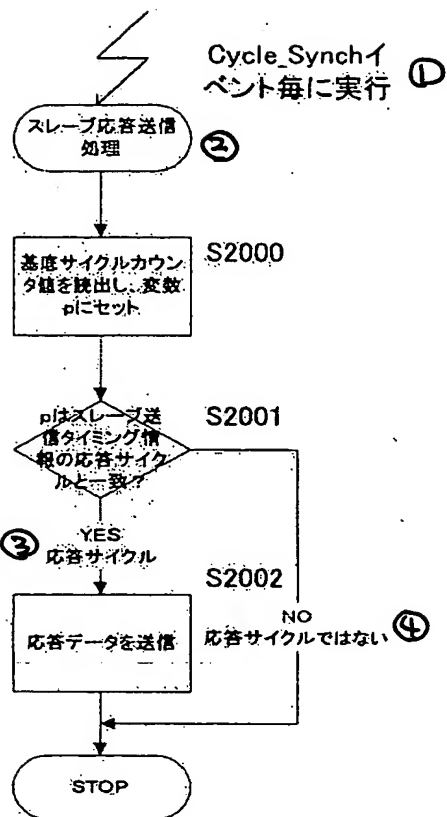 Cycle_Synchイ
ベント毎に実行 ①
スレーブ応答送信
処理
②
基底サイクルカウン
タ値を読出し、変数
pにセット
S2000
pはスレーブ送
信タイミング情
報の応答サイク
ルと一致?
S2001
③
YES
応答サイクル
S2002
応答データを送信
NO
応答サイクルではない ④
STOP